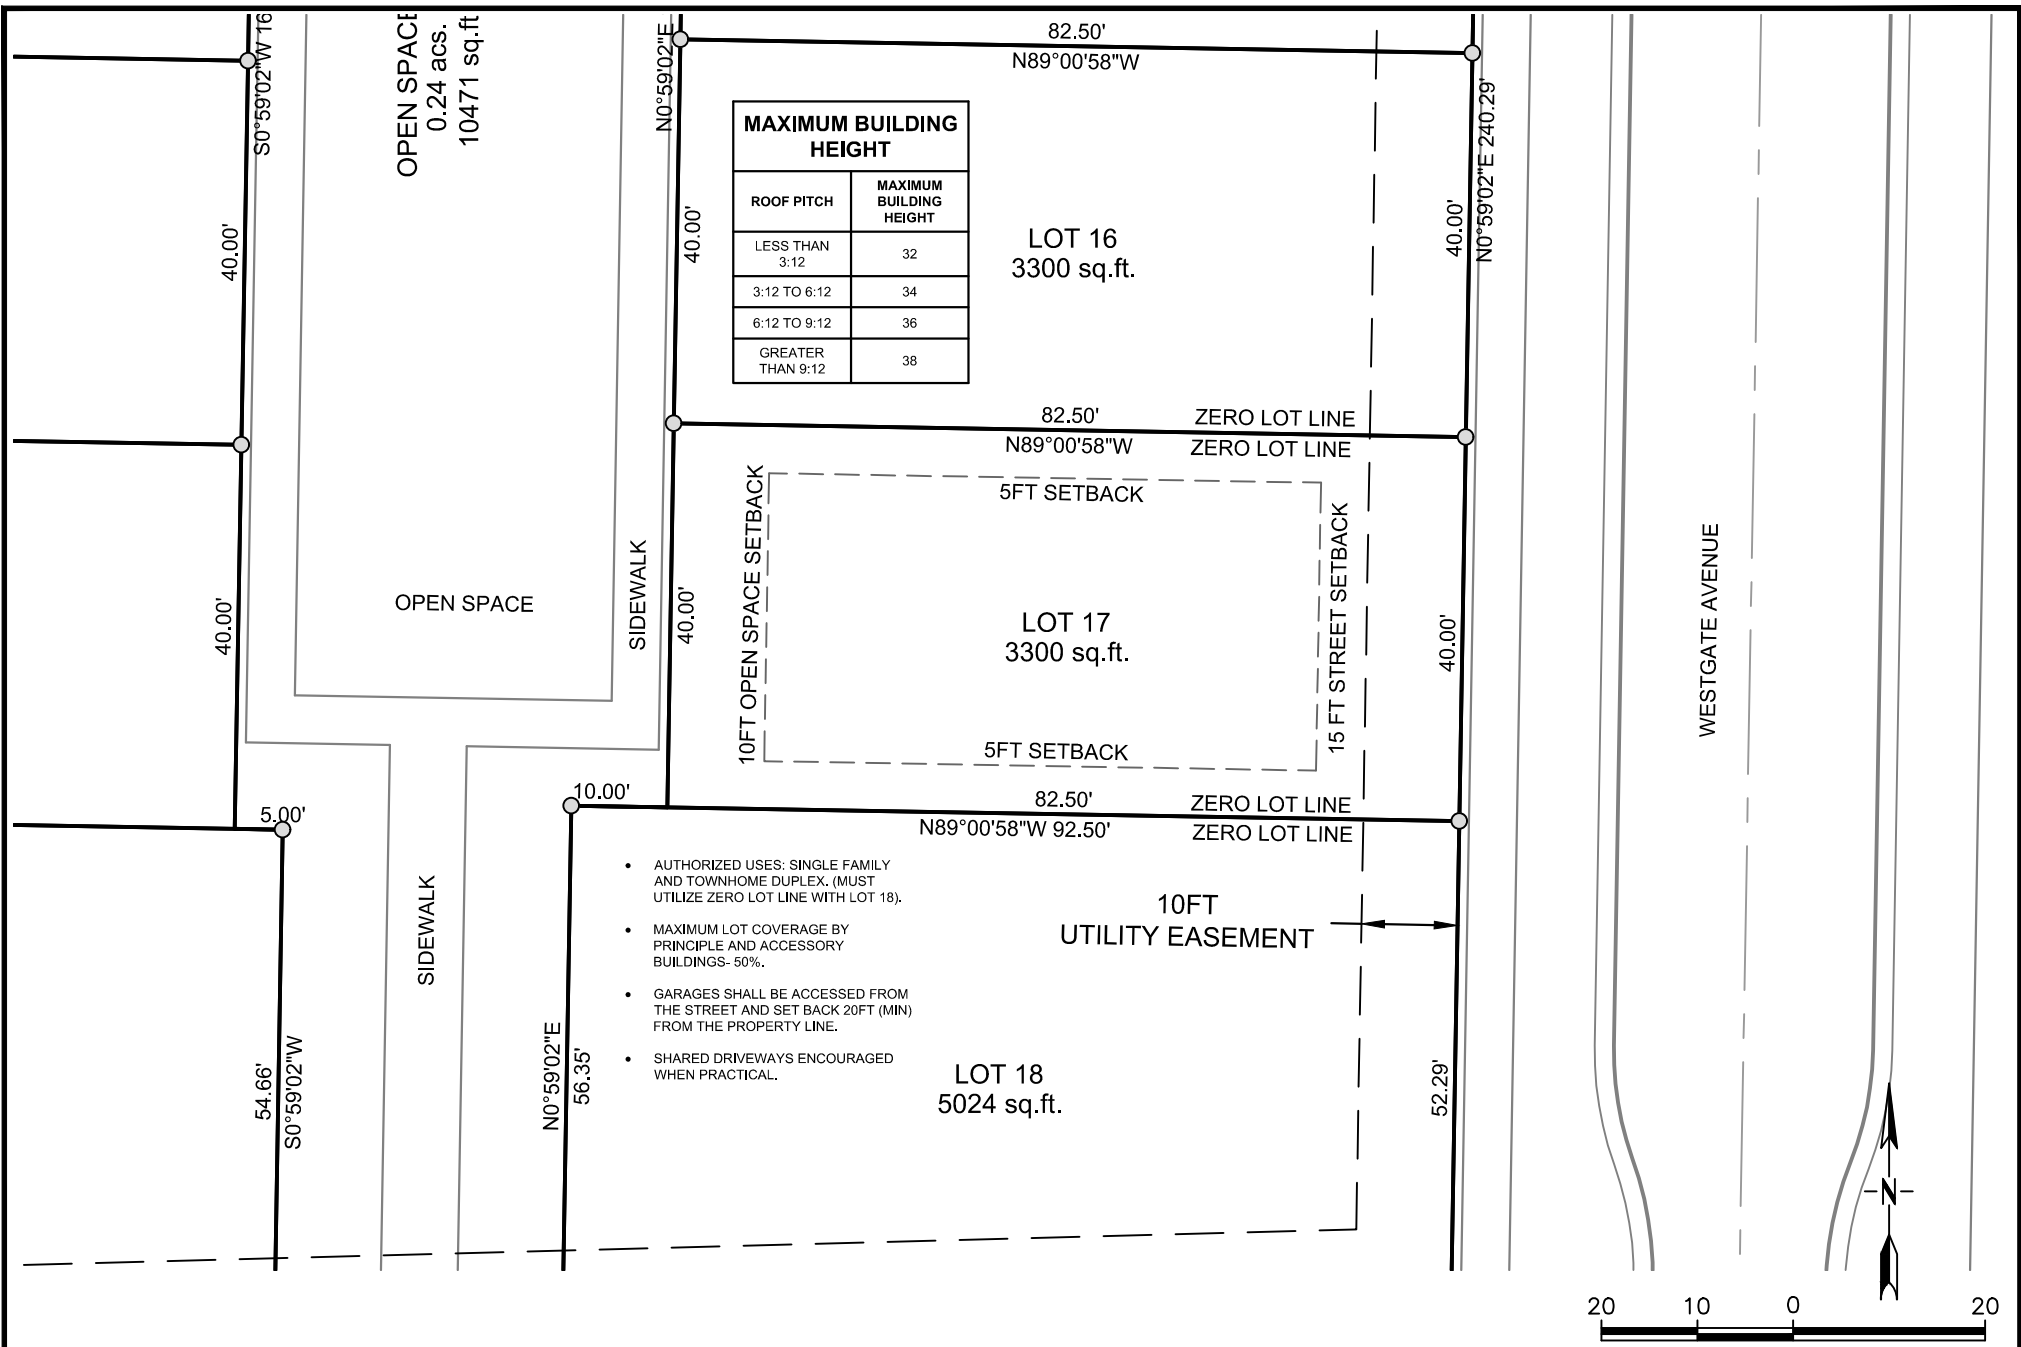 S0°59'02"W 16
OPEN SPACE
0.24 acs.
10471 sq.ft
N0°59'02"E
82.50'
N89°00'58"W
N0°59'02"E 240.29'
MAXIMUM BUILDING
HEIGHT
ROOF PITCH
MAXIMUM
BUILDING
HEIGHT
LESS THAN
3:12
32
3:12 TO 6:12
34
6:12 TO 9:12
36
GREATER
THAN 9:12
38
40.00'
40.00'
LOT 16
3300 sq.ft.
40.00'
82.50'
ZERO LOT LINE
N89°00'58"W
ZERO LOT LINE
40.00'
OPEN SPACE
SIDEWALK
40.00'
10FT OPEN SPACE SETBACK
5FT SETBACK
LOT 17
3300 sq.ft.
5FT SETBACK
15 FT STREET SETBACK
40.00'
WESTGATE AVENUE
5.00'
10.00'
82.50'
ZERO LOT LINE
N89°00'58"W 92.50'
ZERO LOT LINE
SIDEWALK
• AUTHORIZED USES: SINGLE FAMILY
AND TOWNHOME DUPLEX. (MUST
UTILIZE ZERO LOT LINE WITH LOT 18).
• MAXIMUM LOT COVERAGE BY
PRINCIPLE AND ACCESSORY
BUILDINGS- 50%.
• GARAGES SHALL BE ACCESSED FROM
THE STREET AND SET BACK 20FT (MIN)
FROM THE PROPERTY LINE.
• SHARED DRIVEWAYS ENCOURAGED
WHEN PRACTICAL.
10FT
UTILITY EASEMENT
54.66'
S0°59'02"W
N0°59'02"E
56.35'
LOT 18
5024 sq.ft.
52.29'
N
20 10 0 20